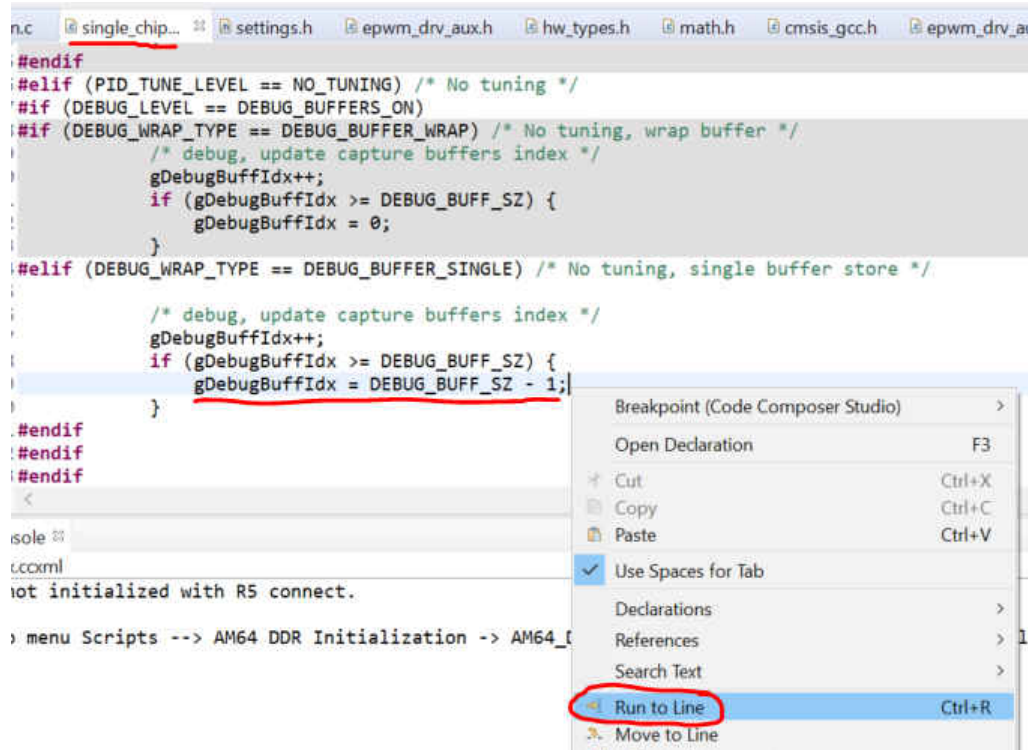 n.c single_chip... settings.h epwm_drv_aux.h hw_types.h math.h cmsis_gcc.h epwm_drv_au
#endif
#elif (PID_TUNE_LEVEL == NO_TUNING) /* No tuning */
#if (DEBUG_LEVEL == DEBUG_BUFFERS_ON)
#if (DEBUG_WRAP_TYPE == DEBUG_BUFFER_WRAP) /* No tuning, wrap buffer */
/* debug, update capture buffers index */
gDebugBuffIdx++;
if (gDebugBuffIdx >= DEBUG_BUFF_SZ) {
gDebugBuffIdx = 0;
}
#elif (DEBUG_WRAP_TYPE == DEBUG_BUFFER_SINGLE) /* No tuning, single buffer store */
/* debug, update capture buffers index */
gDebugBuffIdx++;
if (gDebugBuffIdx >= DEBUG_BUFF_SZ) {
gDebugBuffIdx = DEBUG_BUFF_SZ - 1;
}
#endif
#endif
#endif
nsole
.ccxml
not initialized with R5 connect.
menu Scripts --> AM64 DDR Initialization -> AM64_D
Breakpoint (Code Composer Studio) >
Open Declaration F3
Cut Ctrl+X
Copy Ctrl+C
Paste Ctrl+V
Use Spaces for Tab
Declarations >
References >
Search Text >
Run to Line Ctrl+R
Move to Line